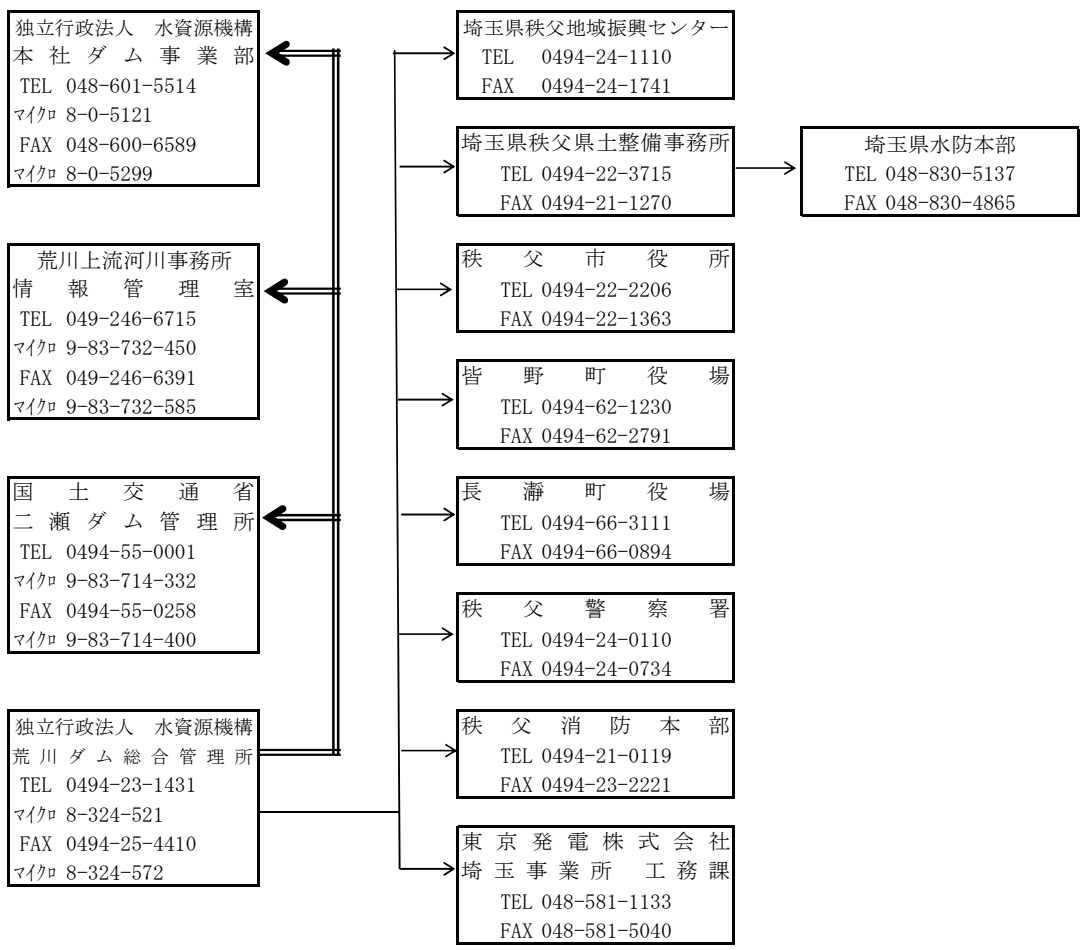 独立行政法人　水資源機構
本社ダム事業部
TEL 048-601-5514
ﾏｲｸﾛ 8-0-5121
FAX 048-600-6589
ﾏｲｸﾛ 8-0-5299
荒川上流河川事務所
情報管理室
TEL 049-246-6715
ﾏｲｸﾛ 9-83-732-450
FAX 049-246-6391
ﾏｲｸﾛ 9-83-732-585
国土交通省
二瀬ダム管理所
TEL 0494-55-0001
ﾏｲｸﾛ 9-83-714-332
FAX 0494-55-0258
ﾏｲｸﾛ 9-83-714-400
独立行政法人　水資源機構
荒川ダム総合管理所
TEL 0494-23-1431
ﾏｲｸﾛ 8-324-521
FAX 0494-25-4410
ﾏｲｸﾛ 8-324-572
埼玉県秩父地域振興センター
TEL 0494-24-1110
FAX 0494-24-1741
埼玉県秩父県土整備事務所
TEL 0494-22-3715
FAX 0494-21-1270
埼玉県水防本部
TEL 048-830-5137
FAX 048-830-4865
秩父市役所
TEL 0494-22-2206
FAX 0494-22-1363
皆野町役場
TEL 0494-62-1230
FAX 0494-62-2791
長瀞町役場
TEL 0494-66-3111
FAX 0494-66-0894
秩父警察署
TEL 0494-24-0110
FAX 0494-24-0734
秩父消防本部
TEL 0494-21-0119
FAX 0494-23-2221
東京発電株式会社
埼玉事業所　工務課
TEL 048-581-1133
FAX 048-581-5040